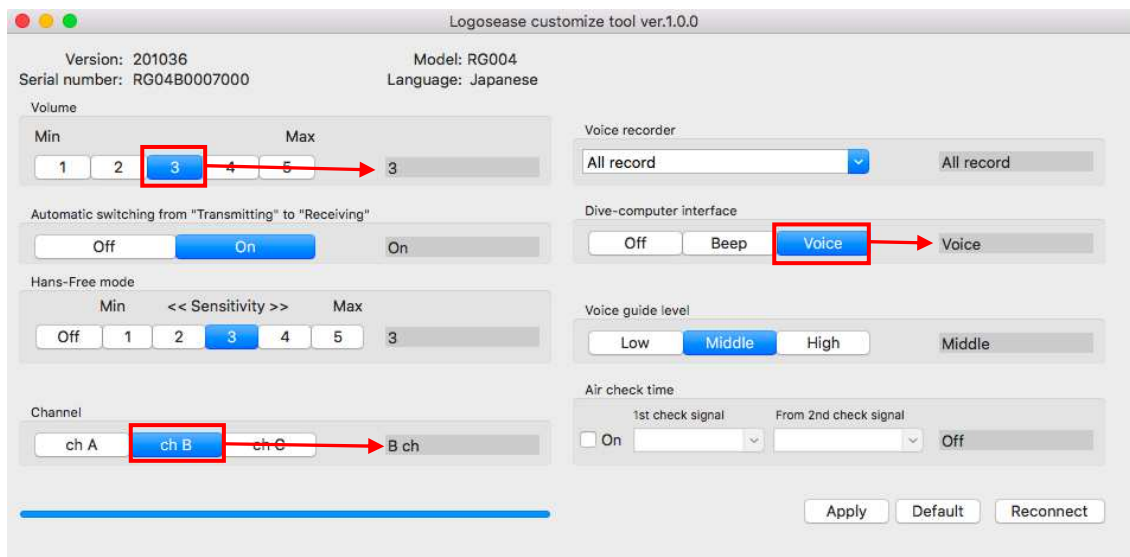 Logosease customize tool ver.1.0.0
Version: 201036
Model: RG004
Serial number: RG04B0007000
Language: Japanese
Volume
Min Max
1 2 3 4 5 3
Automatic switching from "Transmitting" to "Receiving"
Off On On
Hans-Free mode
Min << Sensitivity >> Max
Off 1 2 3 4 5 3
Channel
ch A ch B ch C B ch
Voice recorder
All record All record
Dive-computer interface
Off Beep Voice Voice
Voice guide level
Low Middle High Middle
Air check time
1st check signal From 2nd check signal
On Off
Apply Default Reconnect